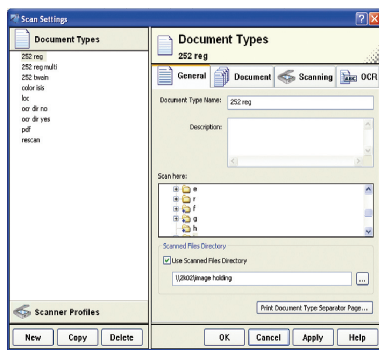 Scan Settings
Document Types
252 reg
252 reg multi
252 twain
color isis
loc
ocr dir no
ocr dir yes
pdf
rescan
Scanner Profiles
New Copy Delete
Document Types
252 reg
General Document Scanning OCR
Document Type Name: 252 reg
Description:
Scan here:
e
r
f
g
h
Scanned Files Directory
Use Scanned Files Directory
\\2k02\image holding ...
Print Document Type Separator Page...
OK Cancel Apply Help